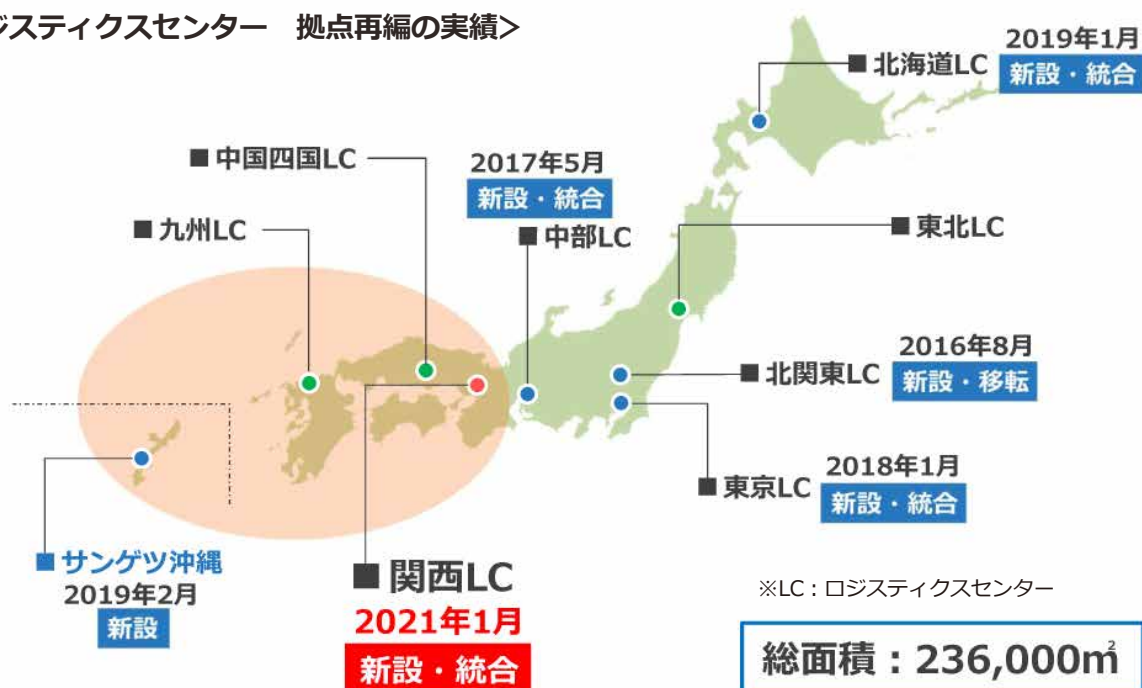 ジスティクスセンター　拠点再編の実績>
2019年1月
■ 北海道LC
新設・統合
■ 中国四国LC
2017年5月
新設・統合
■ 九州LC
■ 中部LC
■ 東北LC
2016年8月
■ 北関東LC
新設・移転
2018年1月
■ 東京LC
新設・統合
■ サンゲツ沖縄
2019年2月
新設
■ 関西LC
2021年1月
新設・統合
※LC：ロジスティクスセンター
総面積：236,000㎡